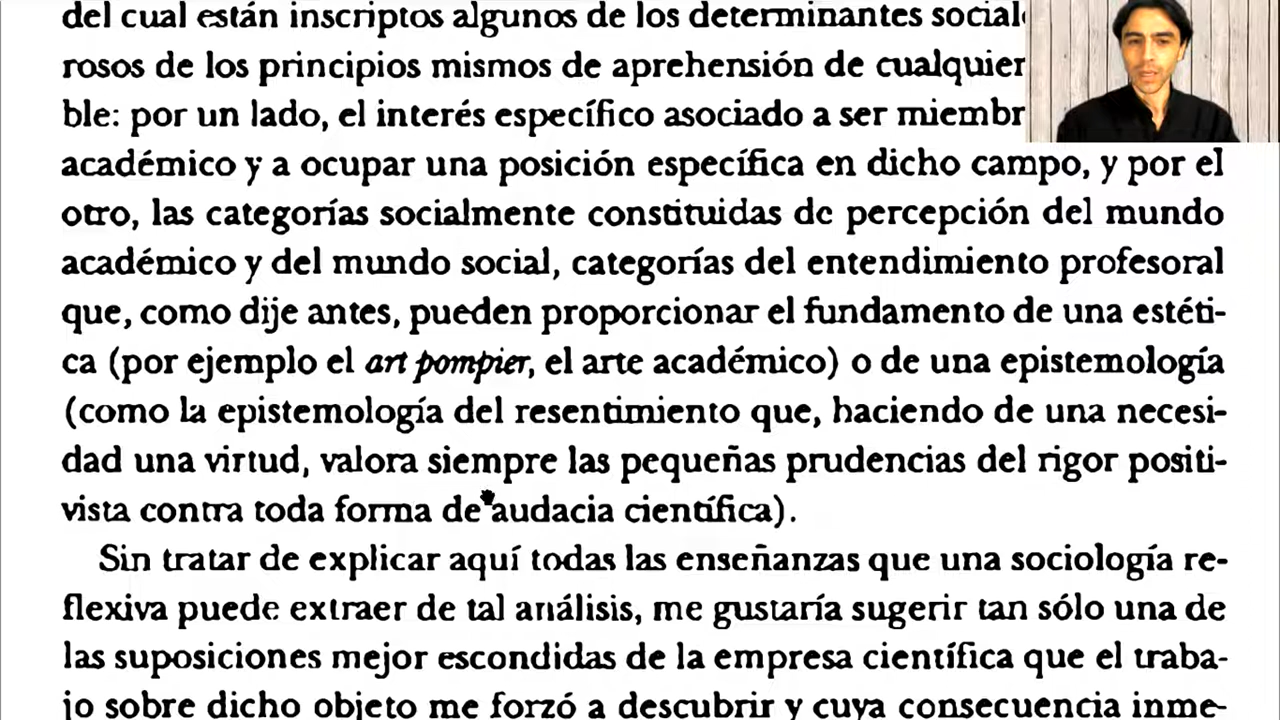 del cual están inscriptos algunos de los determinantes
rosos de los principios mismos de aprehensión de cualquier
ble: por un lado, el interés específico asociado a ser
académico y a ocupar una posición específica en dicho campo, y por el
otro, las categorías socialmente constituidas de percepción del mundo
académico y del mundo social, categorías del entendimiento profesoral
que, como dije antes, pueden proporcionar el fundamento de una estéti-
ca (por ejemplo el art pompier, el arte académico) o de una epistemología
(como la epistemología del resentimiento que, haciendo de una necesi-
dad una virtud, valora siempre las pequeñas prudencias del rigor positi-
vista contra toda forma de audacia científica).
Sin tratar de explicar aquí todas las enseñanzas que una sociología re-
flexiva puede extraer de tal análisis, me gustaría sugerir tan sólo una de
las suposiciones mejor escondidas de la empresa científica que el traba-
jo sobre dicho objeto me forzó a descubrir y cuya consecuencia inme-